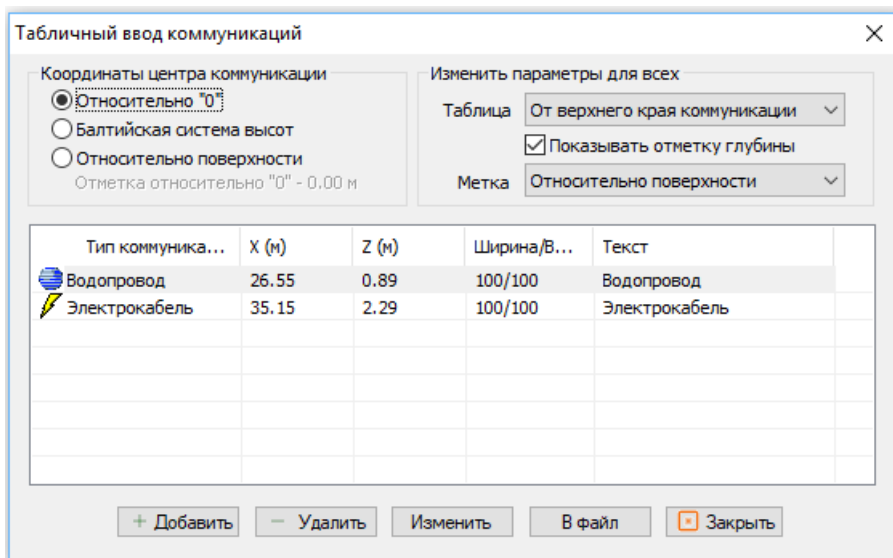 Табличный ввод коммуникаций
Координаты центра коммуникации
Относительно "0"
Балтийская система высот
Относительно поверхности
Отметка относительно "0" - 0.00 м
Изменить параметры для всех
Таблица От верхнего края коммуникации
Показывать отметку глубины
Метка Относительно поверхности
Тип коммуника... X (м) Z (м) Ширина/В... Текст
Водопровод 26.55 0.89 100/100 Водопровод
Электрокабель 35.15 2.29 100/100 Электрокабель
Добавить Удалить Изменить В файл Закрыть